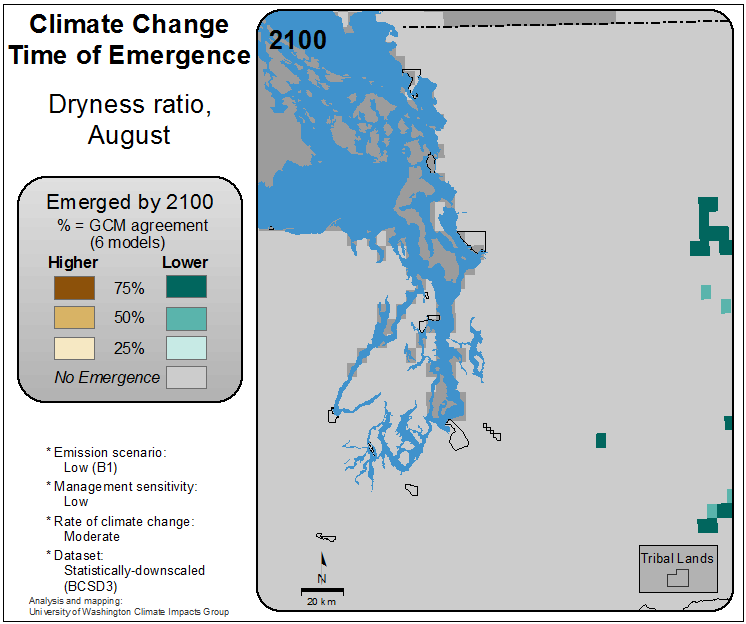 Climate Change
Time of Emergence
Dryness ratio,
August
Emerged by 2100
% = GCM agreement
(6 models)
Higher Lower
75%
50%
25%
No Emergence
* Emission scenario:
Low (B1)
* Management sensitivity:
Low
* Rate of climate change:
Moderate
* Dataset:
Statistically-downscaled
(BCSD3)
Analysis and mapping:
University of Washington Climate Impacts Group
2100
N
20 km
Tribal Lands